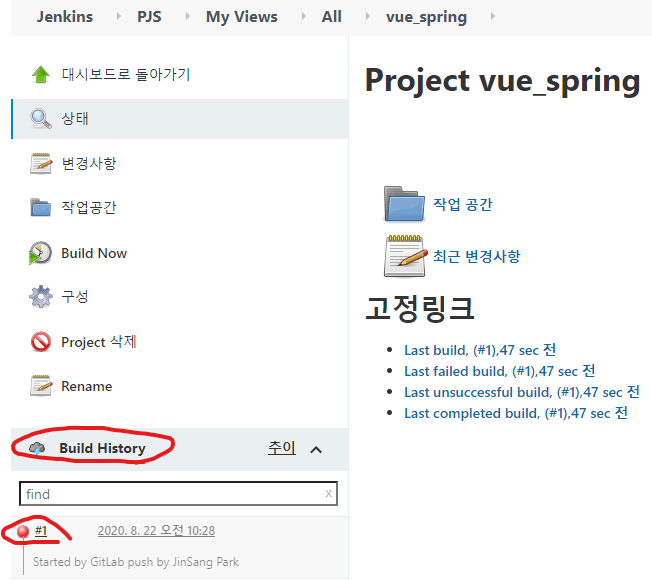 Jenkins PJS My Views All vue_spring
대시보드로 돌아가기
상태
변경사항
작업공간
Build Now
구성
Project 삭제
Rename
Build History 추이
find x
#1 2020. 8. 22 오전 10:28
Started by GitLab push by JinSang Park
Project vue_spring
작업 공간
최근 변경사항
고정링크
Last build, (#1),47 sec 전
Last failed build, (#1),47 sec 전
Last unsuccessful build, (#1),47 sec 전
Last completed build, (#1),47 sec 전